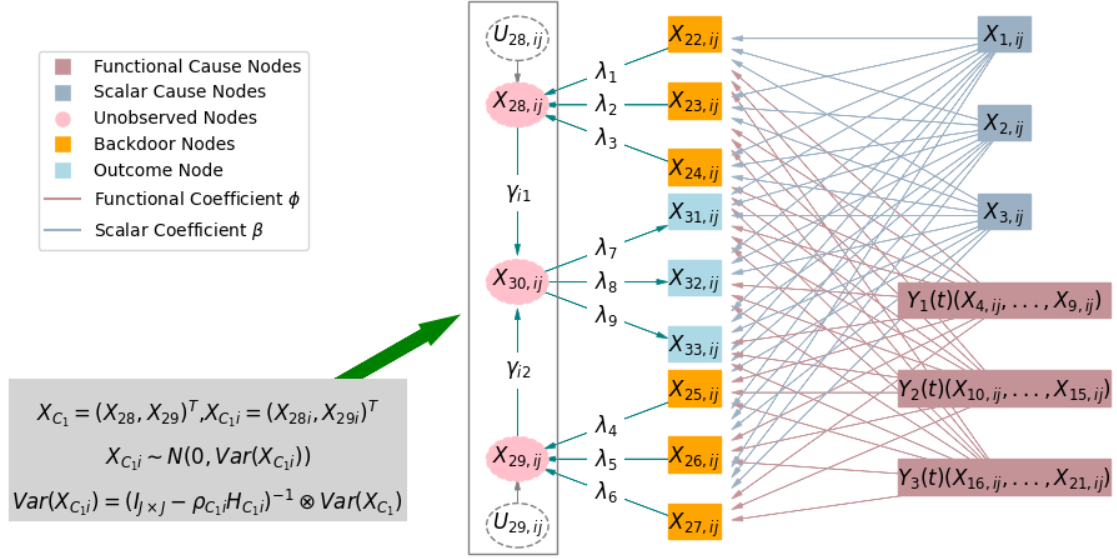 Functional Cause Nodes
Scalar Cause Nodes
Unobserved Nodes
Backdoor Nodes
Outcome Node
Functional Coefficient ϕ
Scalar Coefficient β
X_{C_1} = (X_{28}, X_{29})^T, X_{C_1 i} = (X_{28i}, X_{29i})^T
X_{C_1 i} ~ N(0, Var(X_{C_1 i}))
Var(X_{C_1 i}) = (I_{J×J} − ρ_{C_1 i} H_{C_1 i})^{−1} ⊗ Var(X_{C_1})
U_{28, ij}
X_{28, ij}
γ_{i1}
X_{30, ij}
γ_{i2}
X_{29, ij}
U_{29, ij}
λ_1
λ_2
λ_3
λ_7
λ_8
λ_9
λ_4
λ_5
λ_6
X_{22, ij}
X_{23, ij}
X_{24, ij}
X_{31, ij}
X_{32, ij}
X_{33, ij}
X_{25, ij}
X_{26, ij}
X_{27, ij}
X_{1, ij}
X_{2, ij}
X_{3, ij}
Y_1(t)(X_{4, ij}, . . . , X_{9, ij})
Y_2(t)(X_{10, ij}, . . . , X_{15, ij})
Y_3(t)(X_{16, ij}, . . . , X_{21, ij})